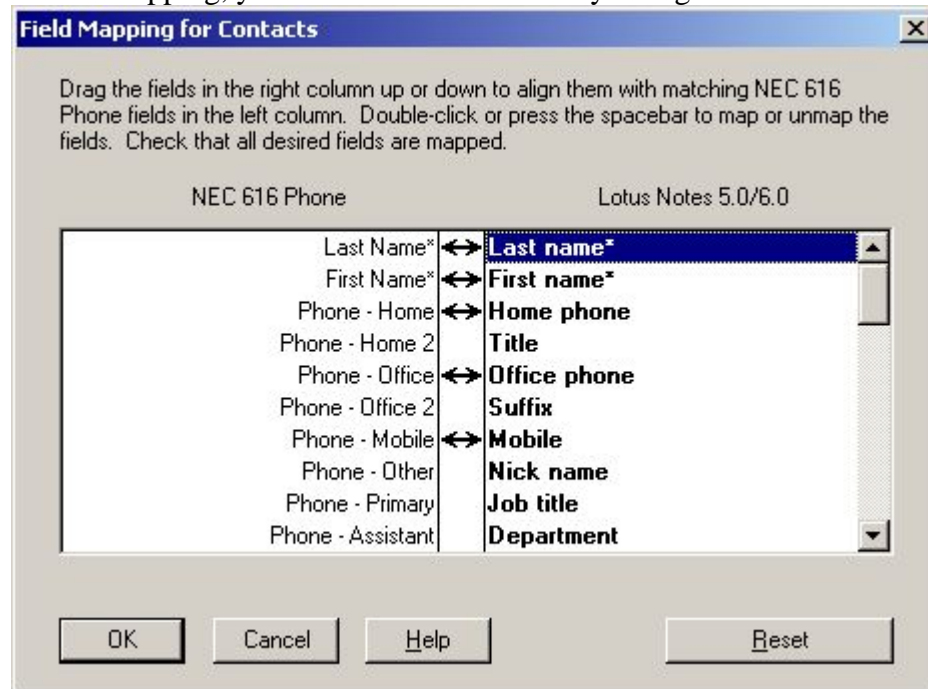 Field Mapping for Contacts
Drag the fields in the right column up or down to align them with matching NEC 616
Phone fields in the left column. Double-click or press the spacebar to map or unmap the
fields. Check that all desired fields are mapped.
NEC 616 Phone Lotus Notes 5.0/6.0
Last Name* Last name*
First Name* First name*
Phone - Home Home phone
Phone - Home 2 Title
Phone - Office Office phone
Phone - Office 2 Suffix
Phone - Mobile Mobile
Phone - Other Nick name
Phone - Primary Job title
Phone - Assistant Department
OK Cancel Help Reset